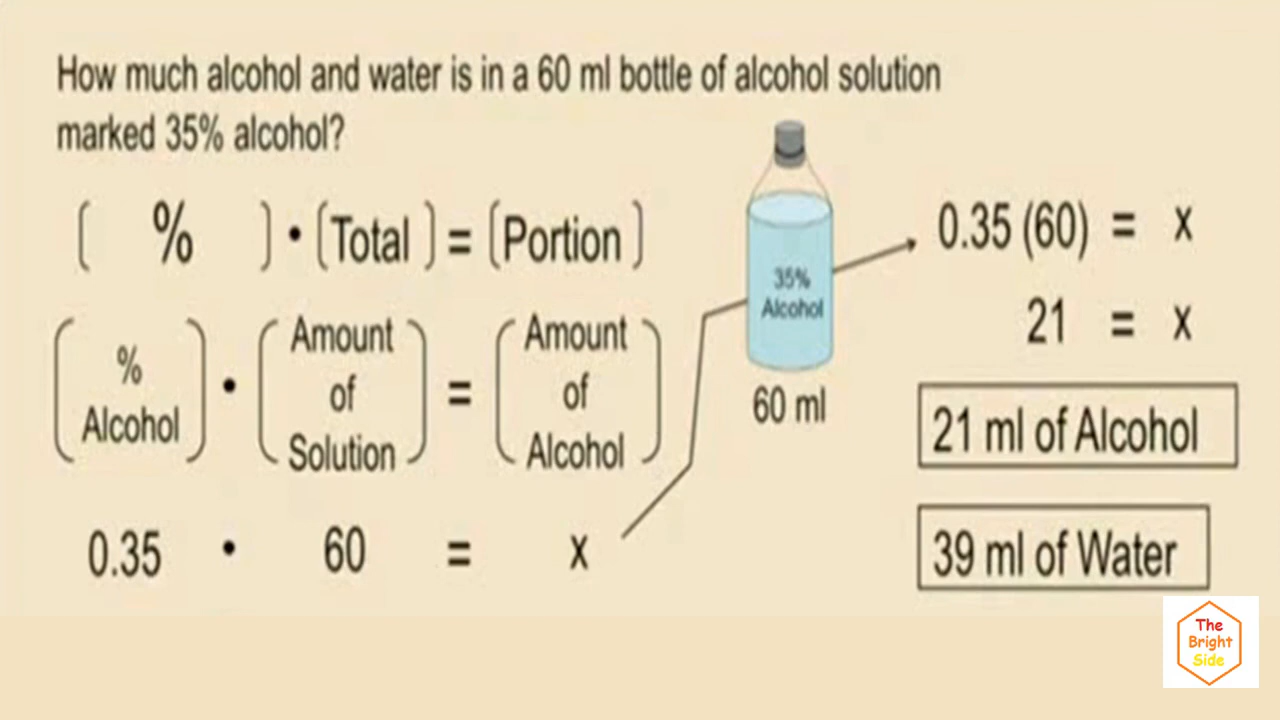 How much alcohol and water is in a 60 ml bottle of alcohol solution
marked 35% alcohol?
( % ) • (Total) = (Portion)
(% Alcohol) • (Amount of Solution) = (Amount of Alcohol)
0.35 • 60 = x
35%
Alcohol
60 ml
0.35 (60) = x
21 = x
21 ml of Alcohol
39 ml of Water
The
Bright
Side